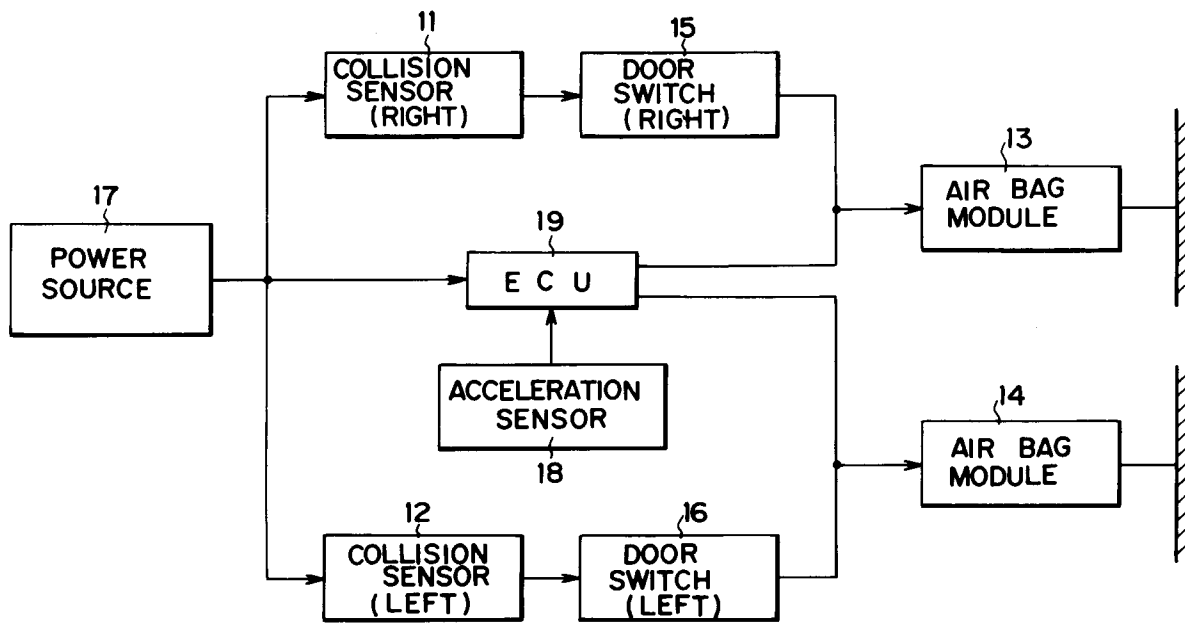 11
COLLISION
SENSOR
(RIGHT)
15
DOOR
SWITCH
(RIGHT)
13
AIR BAG
MODULE
17
POWER
SOURCE
19
E C U
ACCELERATION
SENSOR
18
14
AIR BAG
MODULE
12
COLLISION
SENSOR
(LEFT)
16
DOOR
SWITCH
(LEFT)